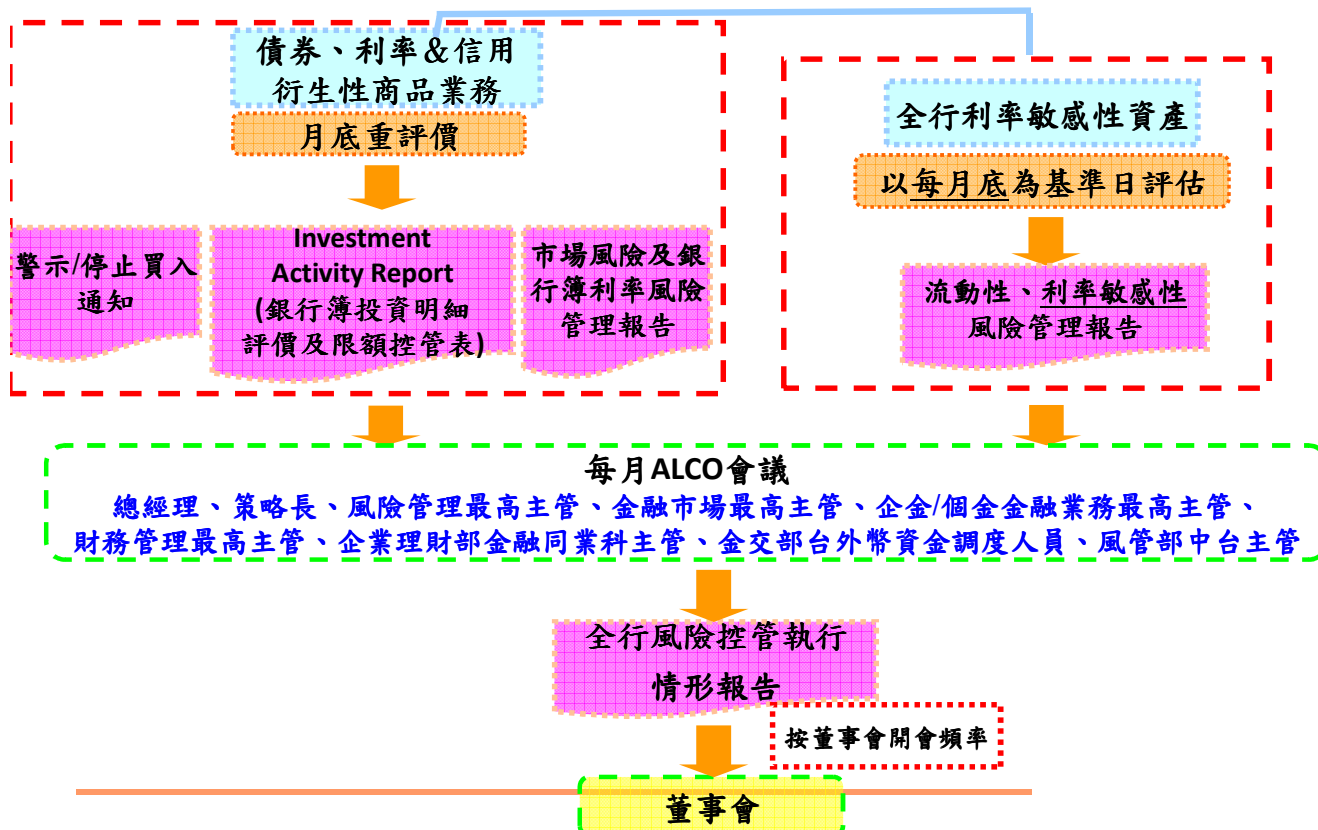 債券、利率＆信用
衍生性商品業務
月底重評價
警示/停止買入
通知
Investment
Activity Report
(銀行簿投資明細
評價及限額控管表)
市場風險及銀
行簿利率風險
管理報告
全行利率敏感性資產
以每月底為基準日評估
流動性、利率敏感性
風險管理報告
每月ALCO會議
總經理、策略長、風險管理最高主管、金融市場最高主管、企金/個金金融業務最高主管、
財務管理最高主管、企業理財部金融同業科主管、金交部台外幣資金調度人員、風管部中台主管
全行風險控管執行
情形報告
按董事會開會頻率
董事會